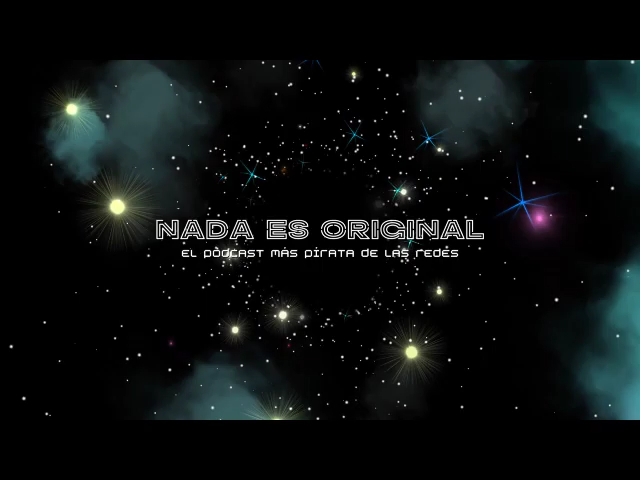 NADA ES ORIGINAL
EL PODCAST MÁS PIRATA DE LAS REDES